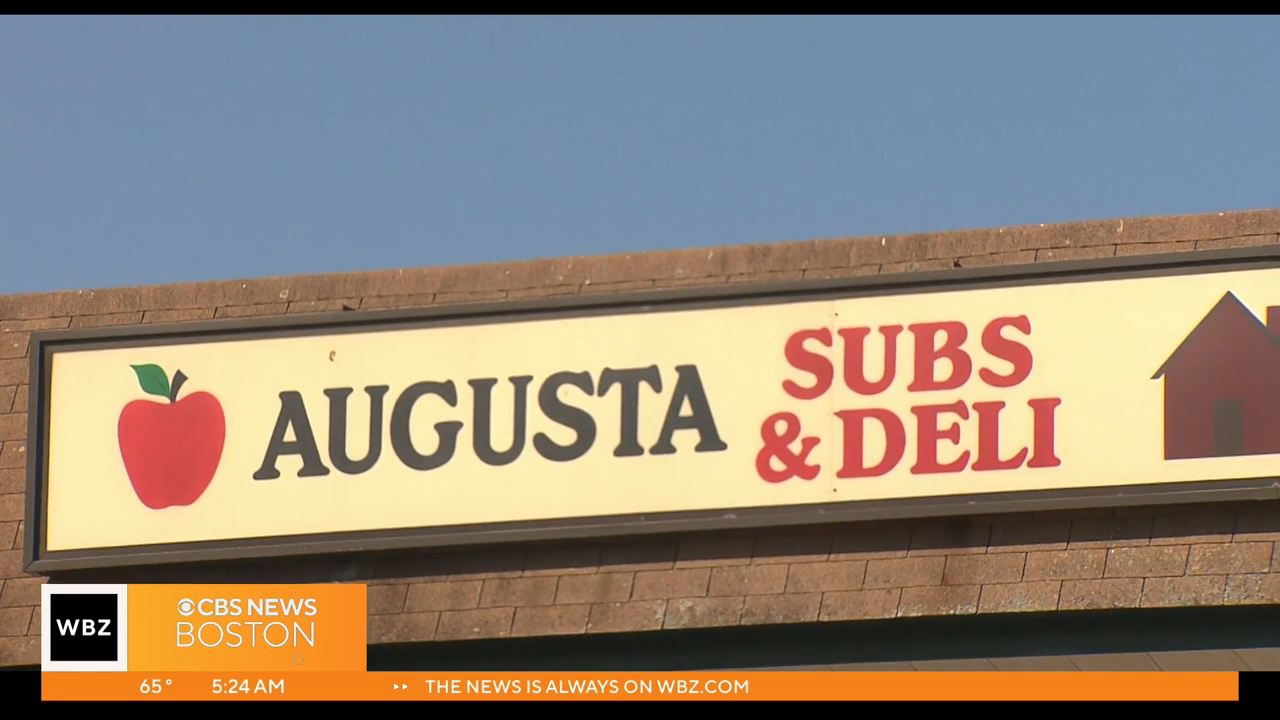 AUGUSTA
SUBS
& DELI
WBZ
CBS NEWS
BOSTON
65° 5:24 AM THE NEWS IS ALWAYS ON WBZ.COM